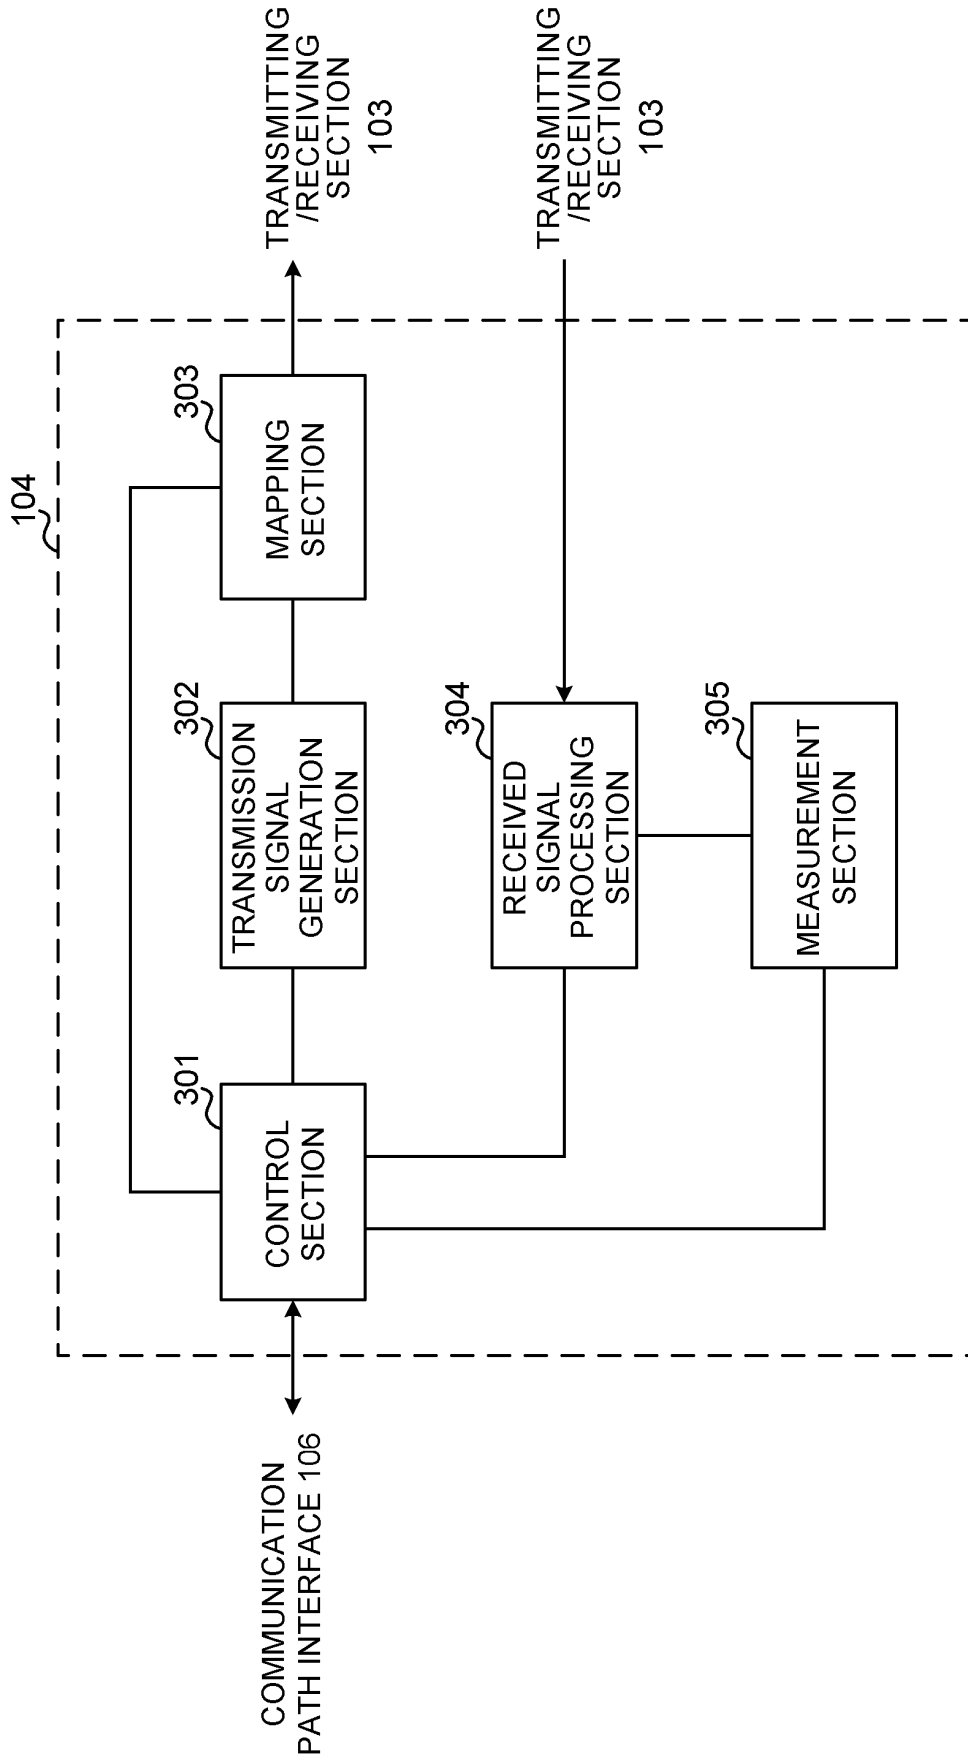 104
COMMUNICATION
PATH INTERFACE 106
301
CONTROL
SECTION
302
TRANSMISSION
SIGNAL
GENERATION
SECTION
303
MAPPING
SECTION
TRANSMITTING
/RECEIVING
SECTION
103
304
RECEIVED
SIGNAL
PROCESSING
SECTION
TRANSMITTING
/RECEIVING
SECTION
103
305
MEASUREMENT
SECTION